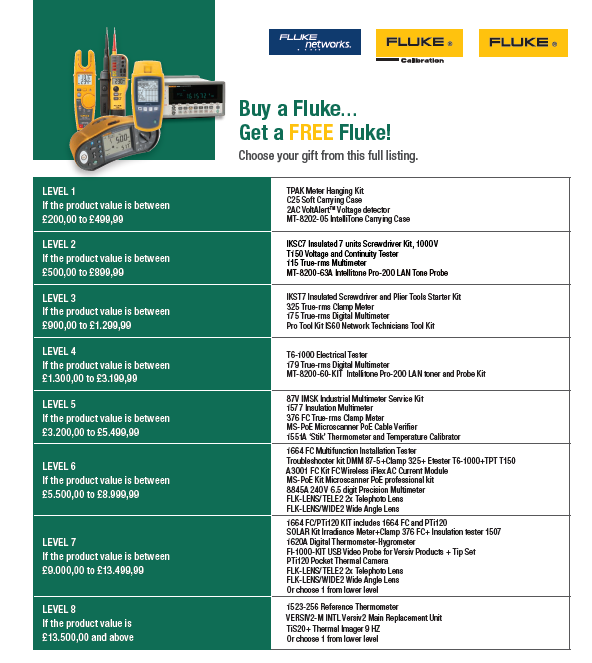 FLUKE
networks.
FLUKE ®
Calibration
FLUKE ®
Buy a Fluke...
Get a FREE Fluke!
Choose your gift from this full listing.
LEVEL 1
If the product value is between
£200,00 to £499,99
TPAK Meter Hanging Kit
C25 Soft Carrying Case
2AC VoltAlert™ Voltage detector
MT-8202-05 IntelliTone Carrying Case
LEVEL 2
If the product value is between
£500,00 to £899,99
IKSC7 Insulated 7 units Screwdriver Kit, 1000V
T150 Voltage and Continuity Tester
115 True-rms Multimeter
MT-8200-63A Intellitone Pro-200 LAN Tone Probe
LEVEL 3
If the product value is between
£900,00 to £1.299,99
IKST7 Insulated Screwdriver and Plier Tools Starter Kit
325 True-rms Clamp Meter
175 True-rms Digital Multimeter
Pro Tool Kit IS60 Network Technicians Tool Kit
LEVEL 4
If the product value is between
£1.300,00 to £3.199,99
T6-1000 Electrical Tester
179 True-rms Digital Multimeter
MT-8200-60-KIT Intellitone Pro-200 LAN toner and Probe Kit
LEVEL 5
If the product value is between
£3.200,00 to £5.499,99
87V IMSK Industrial Multimeter Service Kit
1577 Insulation Multimeter
376 FC True-rms Clamp Meter
MS-PoE Microscanner PoE Cable Verifier
1551A ‘Stik’ Thermometer and Temperature Calibrator
LEVEL 6
If the product value is between
£5.500,00 to £8.999,99
1664 FC Multifunction Installation Tester
Troubleshooter kit DMM 87-5+Clamp 325+ Etester T6-1000+TPT T150
A3001 FC Kit FC Wireless iFlex AC Current Module
MS-PoE Kit Microscanner PoE professional kit
8845A 240V 6.5 digit Precision Multimeter
FLK-LENS/TELE2 2x Telephoto Lens
FLK-LENS/WIDE2 Wide Angle Lens
LEVEL 7
If the product value is between
£9.000,00 to £13.499,99
1664 FC/PTi120 KIT includes 1664 FC and PTi120
SOLAR Kit Irradiance Meter+Clamp 376 FC+ Insulation tester 1507
1620A Digital Thermometer-Hygrometer
FI-1000-KIT USB Video Probe for Versiv Products + Tip Set
PTi120 Pocket Thermal Camera
FLK-LENS/TELE2 2x Telephoto Lens
FLK-LENS/WIDE2 Wide Angle Lens
Or choose 1 from lower level
LEVEL 8
If the product value is
£13.500,00 and above
1523-256 Reference Thermometer
VERSIV2-M INTL Versiv2 Main Replacement Unit
TiS20+ Thermal Imager 9 HZ
Or choose 1 from lower level